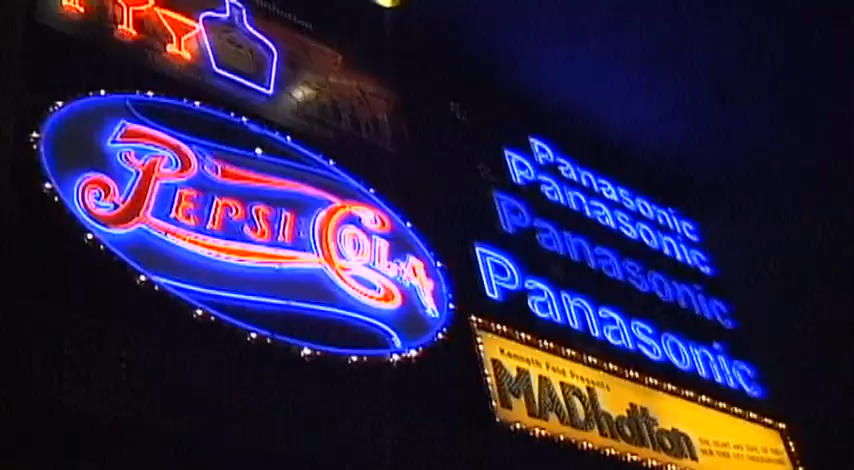 Pepsi:Cola
Panasonic
Panasonic
Panasonic
Panasonic
Kenneth Feld Presents
MADhattan